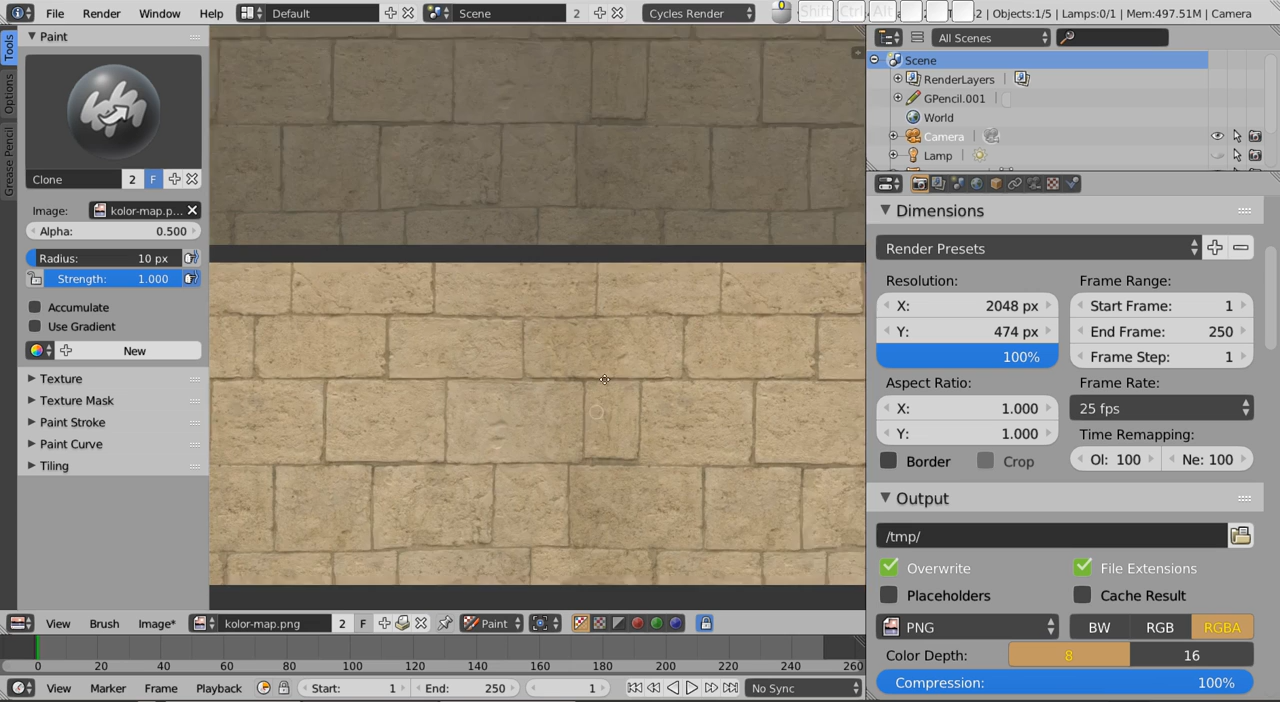 File Render Window Help Default Scene 2 Cycles Render Shift Ctrl Alt 2 | Objects:1/5 | Lamps:0/1 | Mem:497.51M | Camera
Paint
Tools
Options
Grease Pencil
Clone 2 F
Image: kolor-map.p...
Alpha: 0.500
Radius: 10 px
Strength: 1.000
Accumulate
Use Gradient
New
Texture
Texture Mask
Paint Stroke
Paint Curve
Tiling
View Brush Image* kolor-map.png 2 F Paint
0 20 40 60 80 100 120 140 160 180 200 220 240 260
View Marker Frame Playback Start: 1 End: 250 1 No Sync
All Scenes
Scene
RenderLayers
GPencil.001
World
Camera
Lamp
Dimensions
Render Presets
Resolution: Frame Range:
X: 2048 px Start Frame: 1
Y: 474 px End Frame: 250
100% Frame Step: 1
Aspect Ratio: Frame Rate:
X: 1.000 25 fps
Y: 1.000 Time Remapping:
Border Crop Ol: 100 Ne: 100
Output
/tmp/
Overwrite File Extensions
Placeholders Cache Result
PNG BW RGB RGBA
Color Depth: 8 16
Compression: 100%